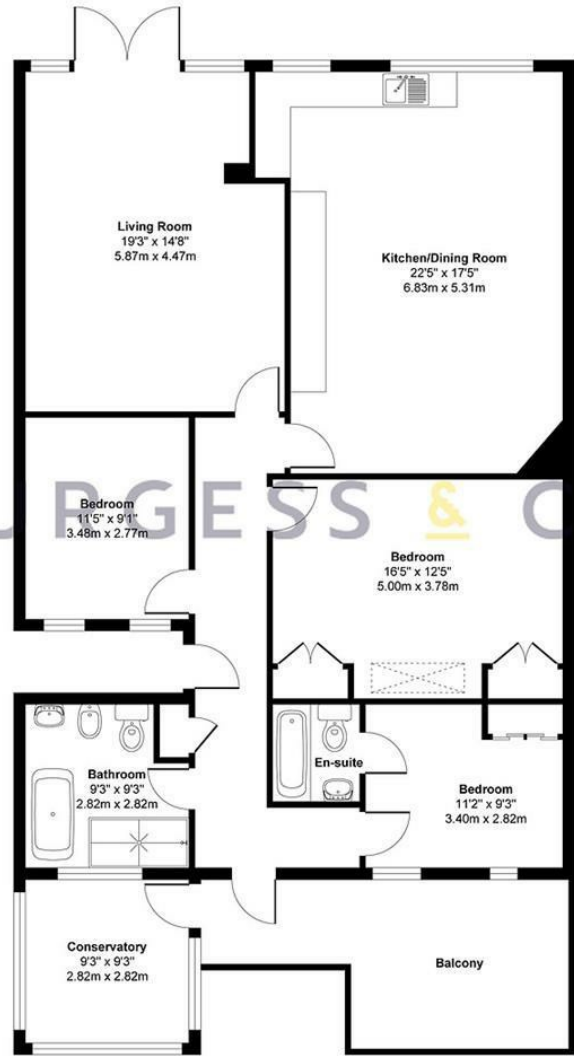 Living Room
19'3" x 14'8"
5.87m x 4.47m
Kitchen/Dining Room
22'5" x 17'5"
6.83m x 5.31m
Bedroom
11'5" x 9'1"
3.48m x 2.77m
URGESS & C
Bedroom
16'5" x 12'5"
5.00m x 3.78m
Bathroom
9'3" x 9'3"
2.82m x 2.82m
En-suite
Bedroom
11'2" x 9'3"
3.40m x 2.82m
Conservatory
9'3" x 9'3"
2.82m x 2.82m
Balcony